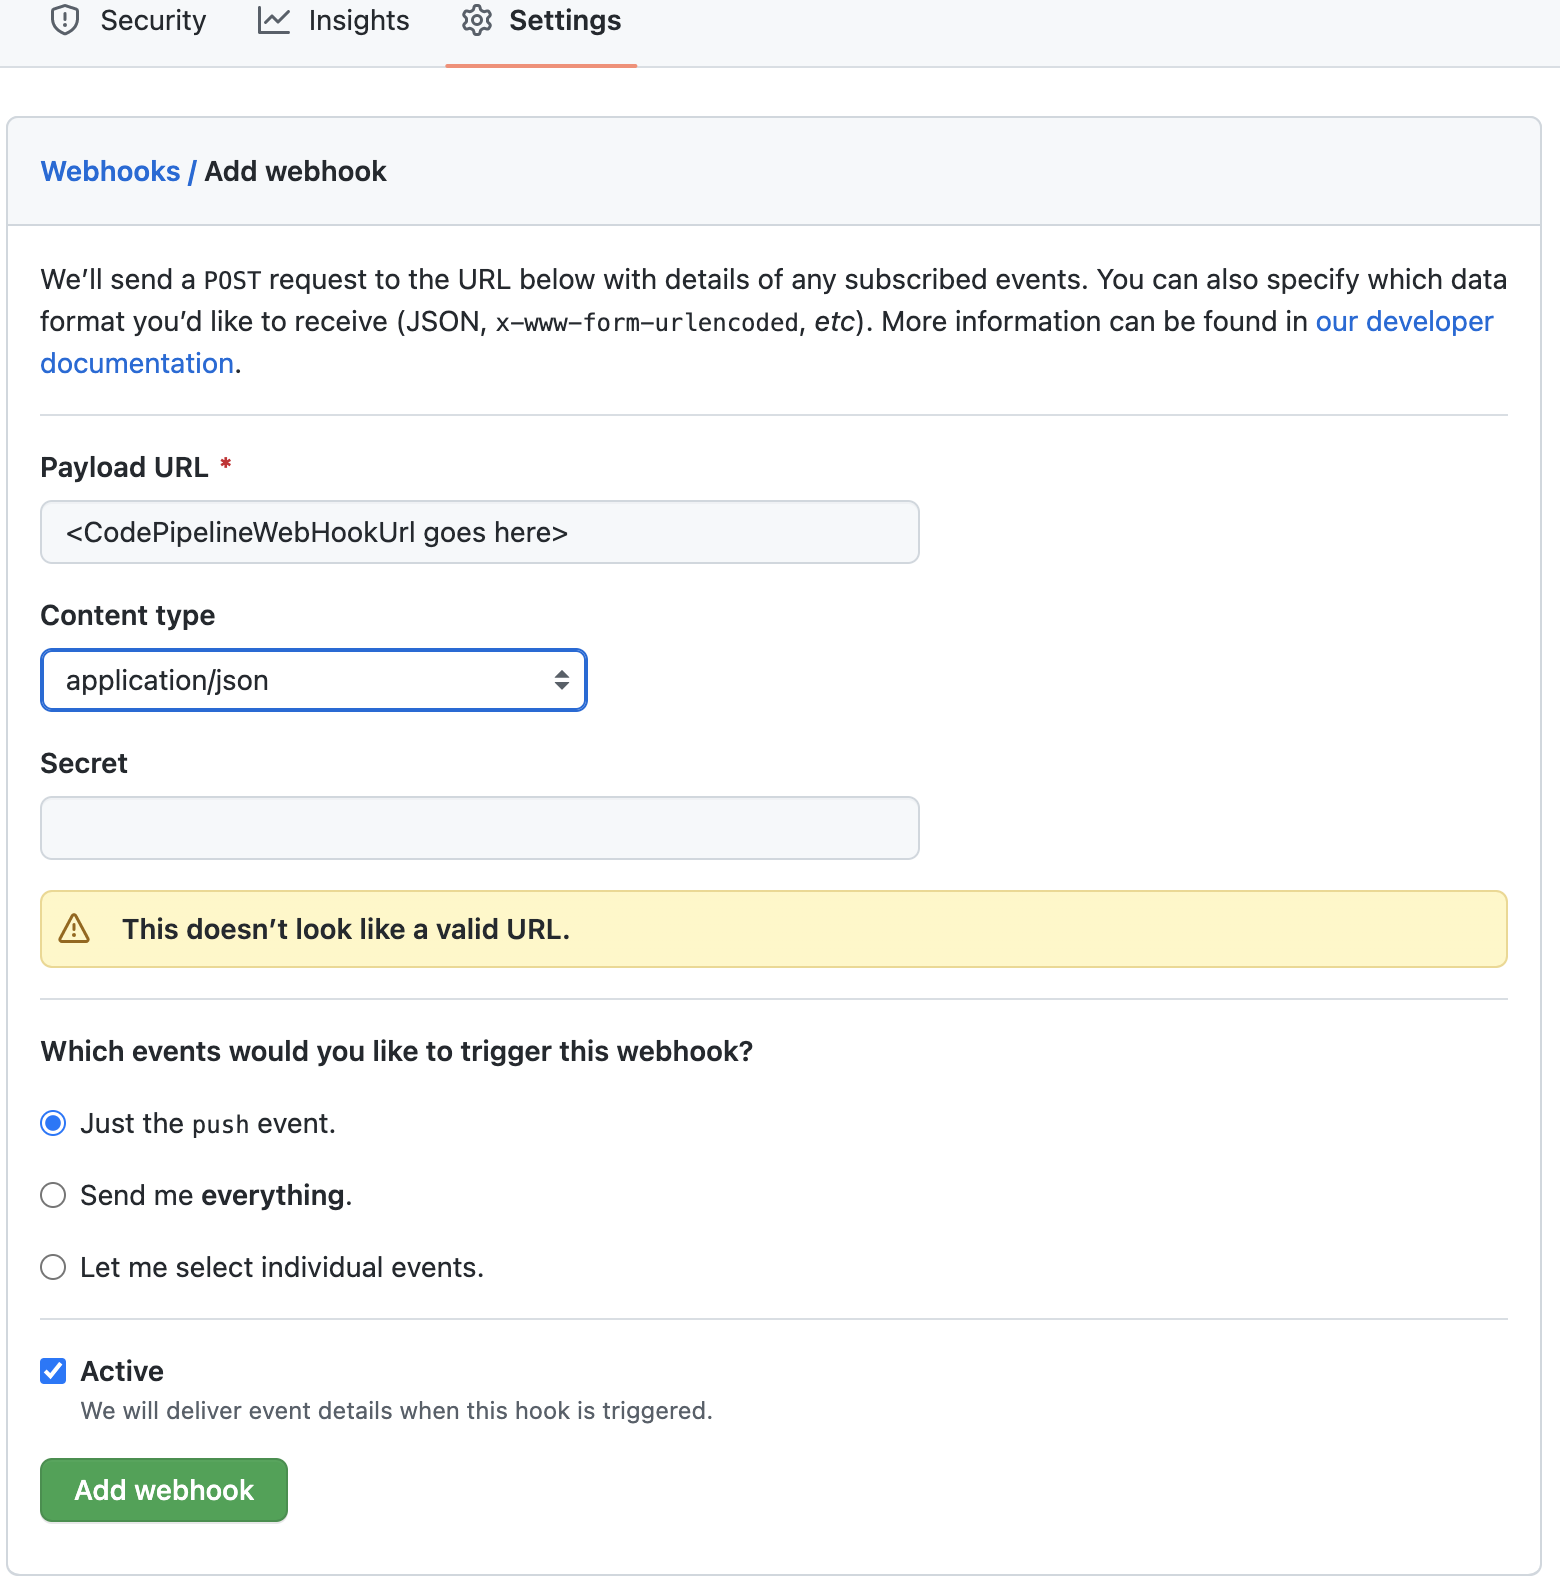 Security Insights Settings
Webhooks / Add webhook
We’ll send a POST request to the URL below with details of any subscribed events. You can also specify which data
format you’d like to receive (JSON, x-www-form-urlencoded, etc). More information can be found in our developer
documentation.
Payload URL *
<CodePipelineWebHookUrl goes here>
Content type
application/json
Secret
This doesn’t look like a valid URL.
Which events would you like to trigger this webhook?
Just the push event.
Send me everything.
Let me select individual events.
Active
We will deliver event details when this hook is triggered.
Add webhook